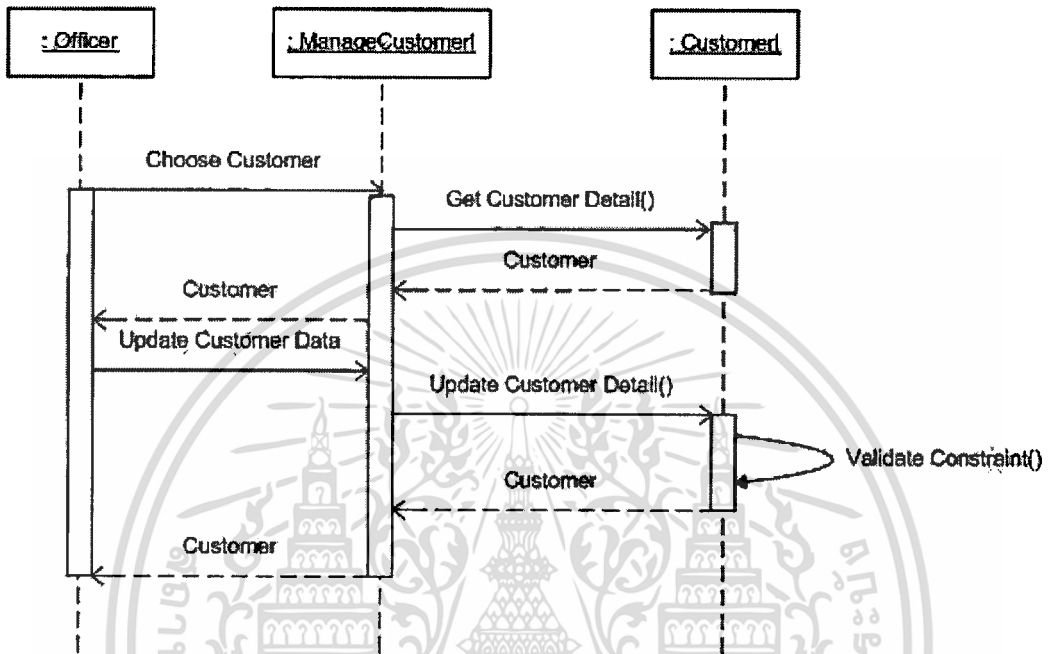 : Officer
: ManageCustomerI
: CustomerI
Choose Customer
Get Customer Detail()
Customer
Customer
Update Customer Data
Update Customer Detail()
Validate Constraint()
Customer
Customer